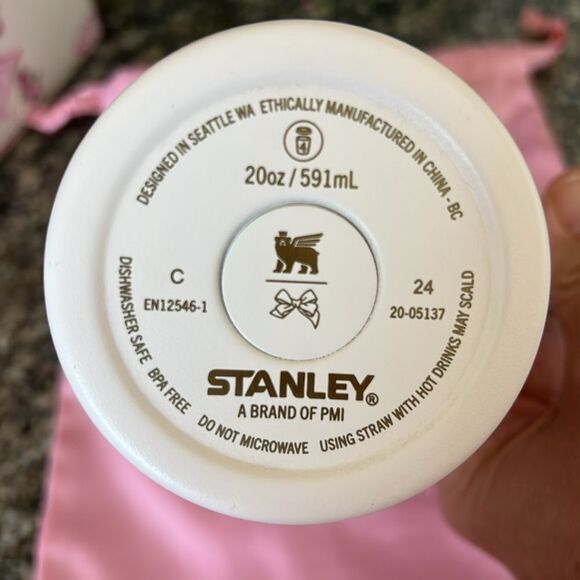 DESIGNED IN SEATTLE WA ETHICALLY MANUFACTURED IN CHINA - BC
4
20oz / 591mL
C
EN12546-1
24
20-05137
STANLEY®
A BRAND OF PMI
DISHWASHER SAFE BPA FREE DO NOT MICROWAVE USING STRAW WITH HOT DRINKS MAY SCALD